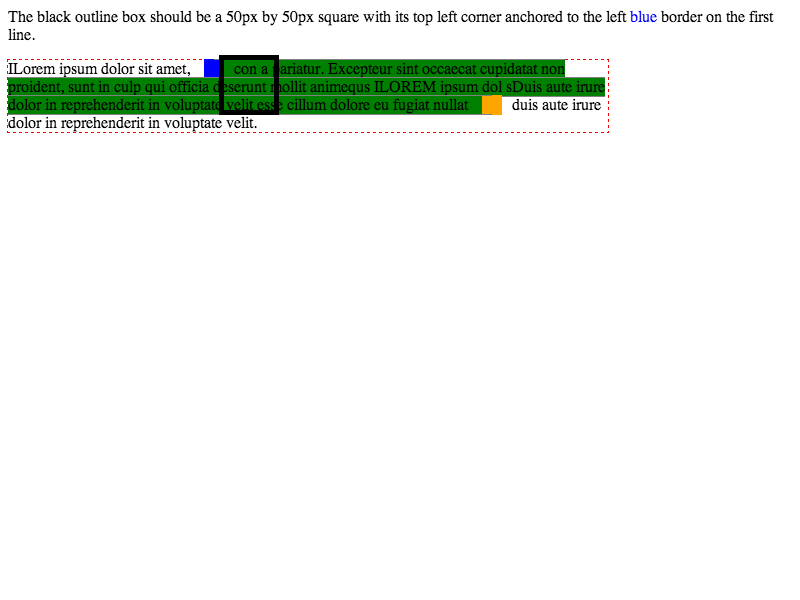 The black outline box should be a 50px by 50px square with its top left corner anchored to the left blue border on the first
line.
ILorem ipsum dolor sit amet, con a pariatur. Excepteur sint occaecat cupidatat non
proident, sunt in culp qui officia deserunt mollit animequs ILOREM ipsum dol sDuis aute irure
dolor in reprehenderit in voluptate velit esse cillum dolore eu fugiat nullat duis aute irure
dolor in reprehenderit in voluptate velit.